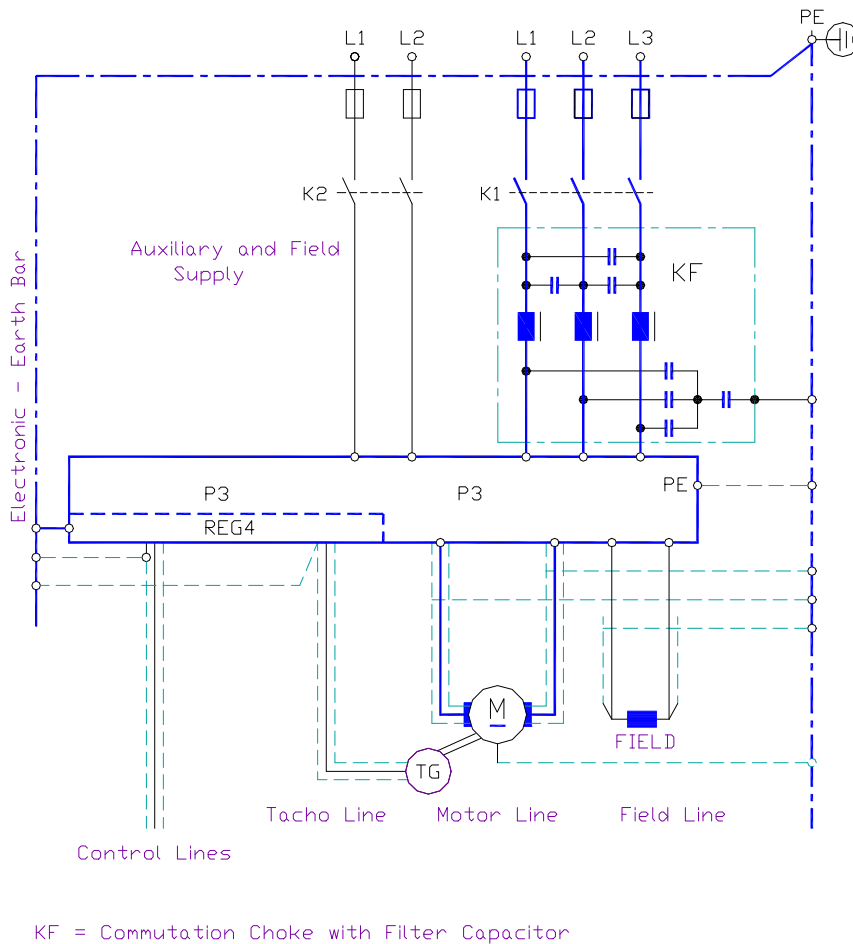 PE
L1 L2 L1 L2 L3
K2 K1
Auxiliary and Field
Supply
KF
Electronic - Earth Bar
P3 P3 PE
REG4
M
FIELD
TG
Tacho Line Motor Line Field Line
Control Lines
KF = Commutation Choke with Filter Capacitor